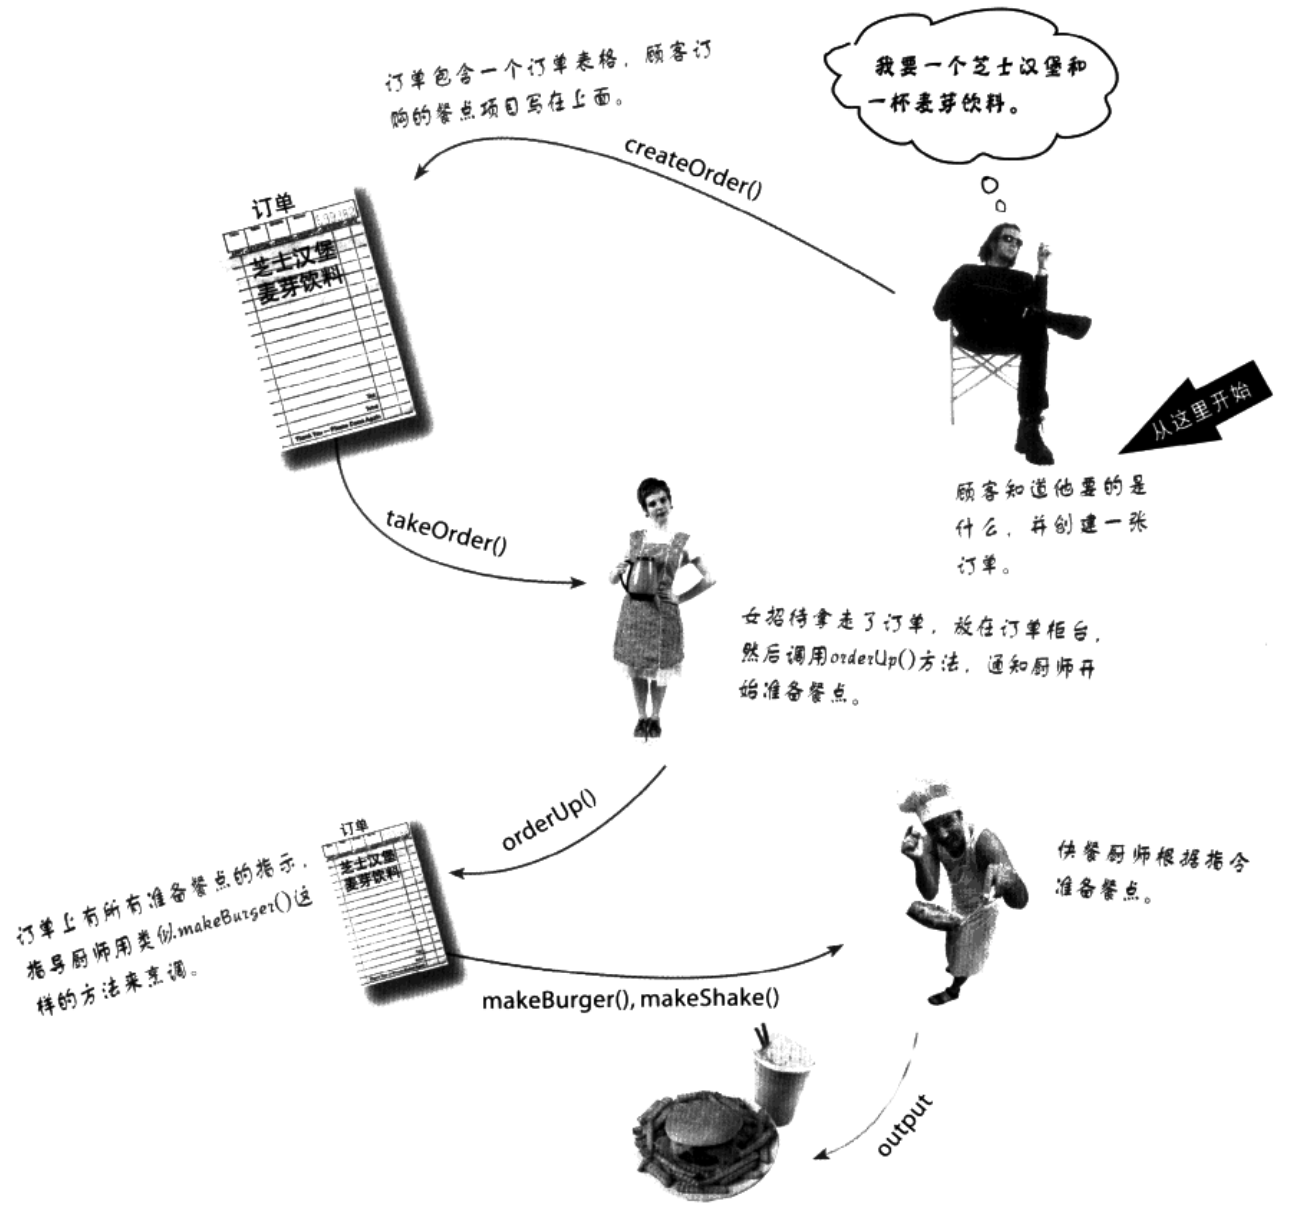 我要一个芝士汉堡和
一杯麦芽饮料。
订单包含一个订单表格，顾客订
购的餐点项目写在上面。
createOrder()
订单
芝士汉堡
麦芽饮料
Thank You — Please Come Again
从这里开始
顾客知道他要的是
什么，并创建一张
订单。
takeOrder()
女招待拿走了订单，放在订单柜台，
然后调用orderUp()方法，通知厨师开
始准备餐点。
orderUp()
订单
芝士汉堡
麦芽饮料
订单上有所有准备餐点的指示，
指导厨师用类似makeBurger()这
样的方法来烹调。
makeBurger(), makeShake()
快餐厨师根据指令
准备餐点。
output